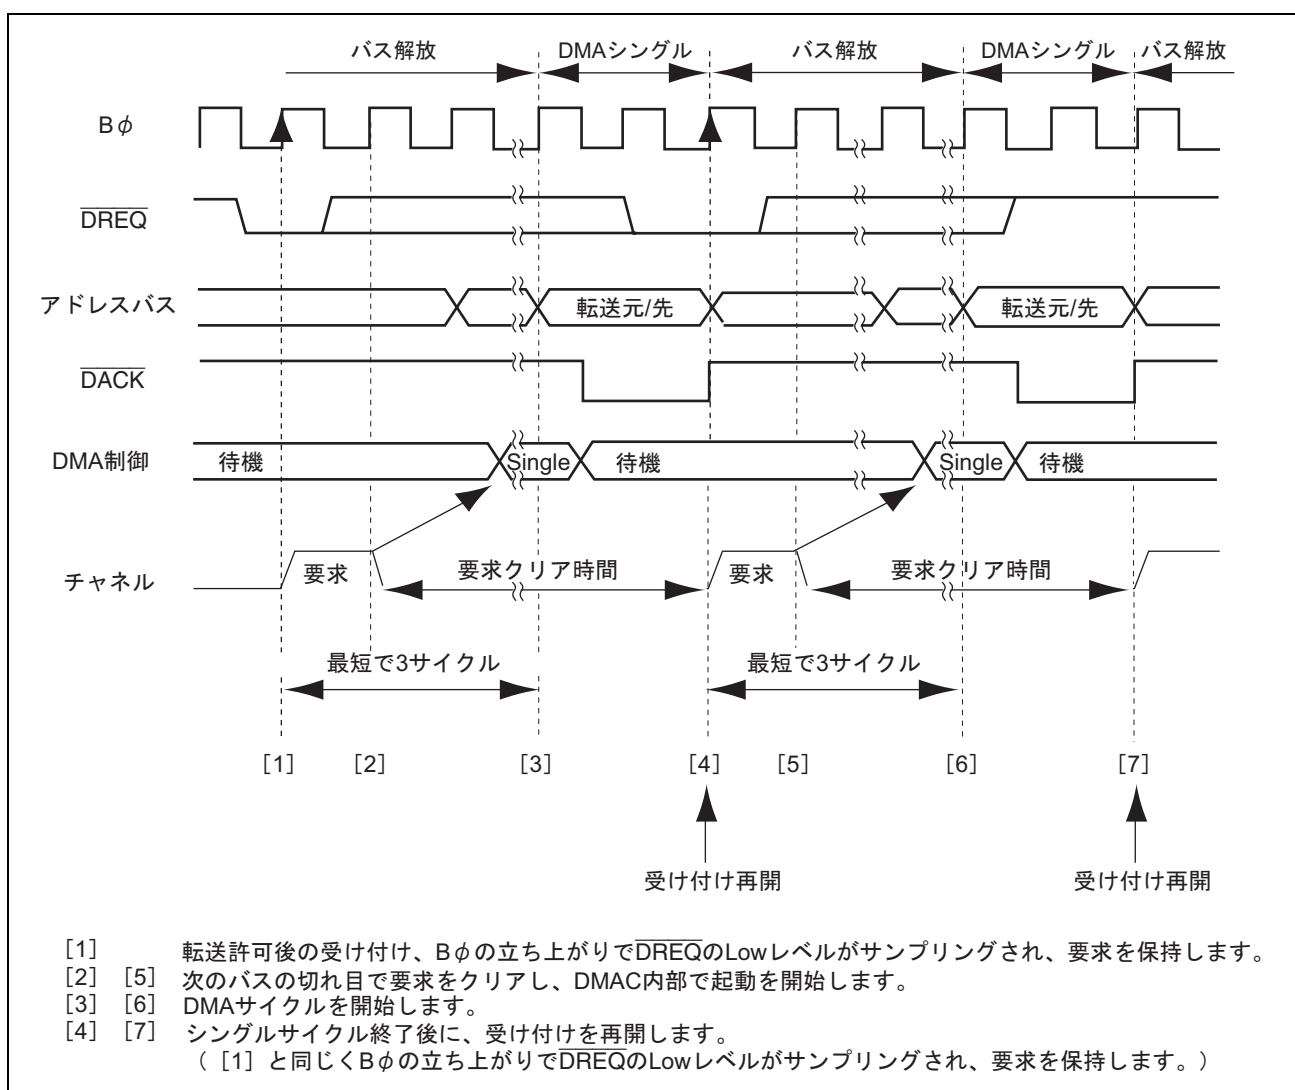 バス解放 DMAシングル バス解放 DMAシングル バス解放
Bφ
DREQ
アドレスバス 転送元/先 転送元/先
DACK
DMA制御 待機 Single 待機 Single 待機
チャネル 要求 要求クリア時間 要求 要求クリア時間
最短で3サイクル 最短で3サイクル
[1] [2] [3] [4] [5] [6] [7]
受け付け再開 受け付け再開
[1] 転送許可後の受け付け、Bφの立ち上がりでDREQのLowレベルがサンプリングされ、要求を保持します。
[2] [5] 次のバスの切れ目で要求をクリアし、DMAC内部で起動を開始します。
[3] [6] DMAサイクルを開始します。
[4] [7] シングルサイクル終了後に、受け付けを再開します。
([1]と同じくBφの立ち上がりでDREQのLowレベルがサンプリングされ、要求を保持します。)